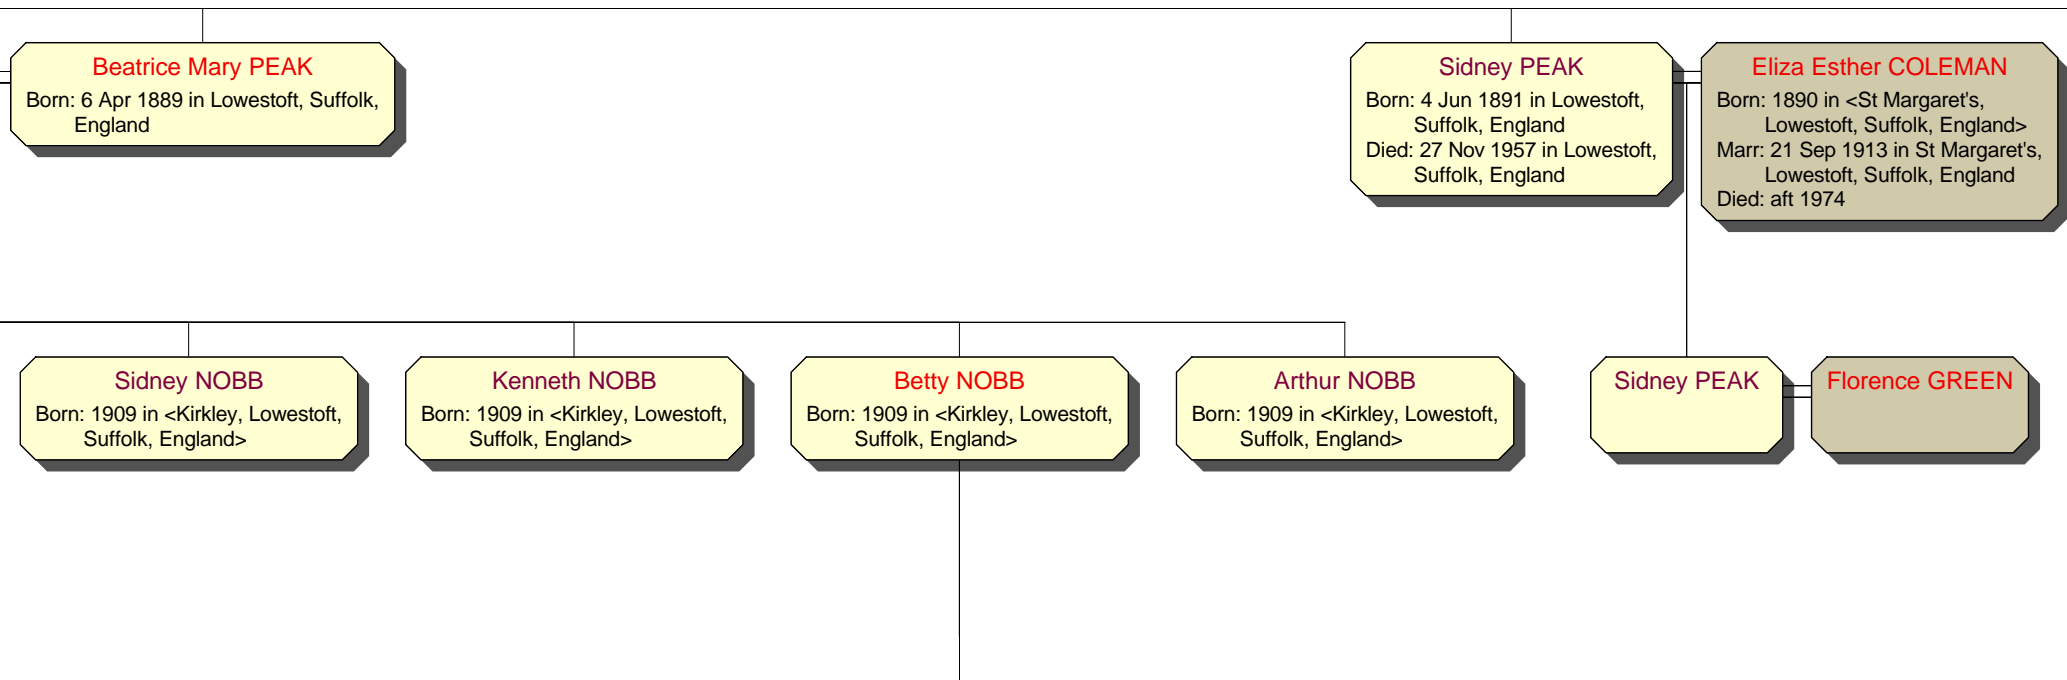 Beatrice Mary PEAK
Born: 6 Apr 1889 in Lowestoft, Suffolk,
England
Sidney PEAK
Born: 4 Jun 1891 in Lowestoft,
Suffolk, England
Died: 27 Nov 1957 in Lowestoft,
Suffolk, England
Eliza Esther COLEMAN
Born: 1890 in <St Margaret's,
Lowestoft, Suffolk, England>
Marr: 21 Sep 1913 in St Margaret's,
Lowestoft, Suffolk, England
Died: aft 1974
Sidney NOBB
Born: 1909 in <Kirkley, Lowestoft,
Suffolk, England>
Kenneth NOBB
Born: 1909 in <Kirkley, Lowestoft,
Suffolk, England>
Betty NOBB
Born: 1909 in <Kirkley, Lowestoft,
Suffolk, England>
Arthur NOBB
Born: 1909 in <Kirkley, Lowestoft,
Suffolk, England>
Sidney PEAK
Florence GREEN